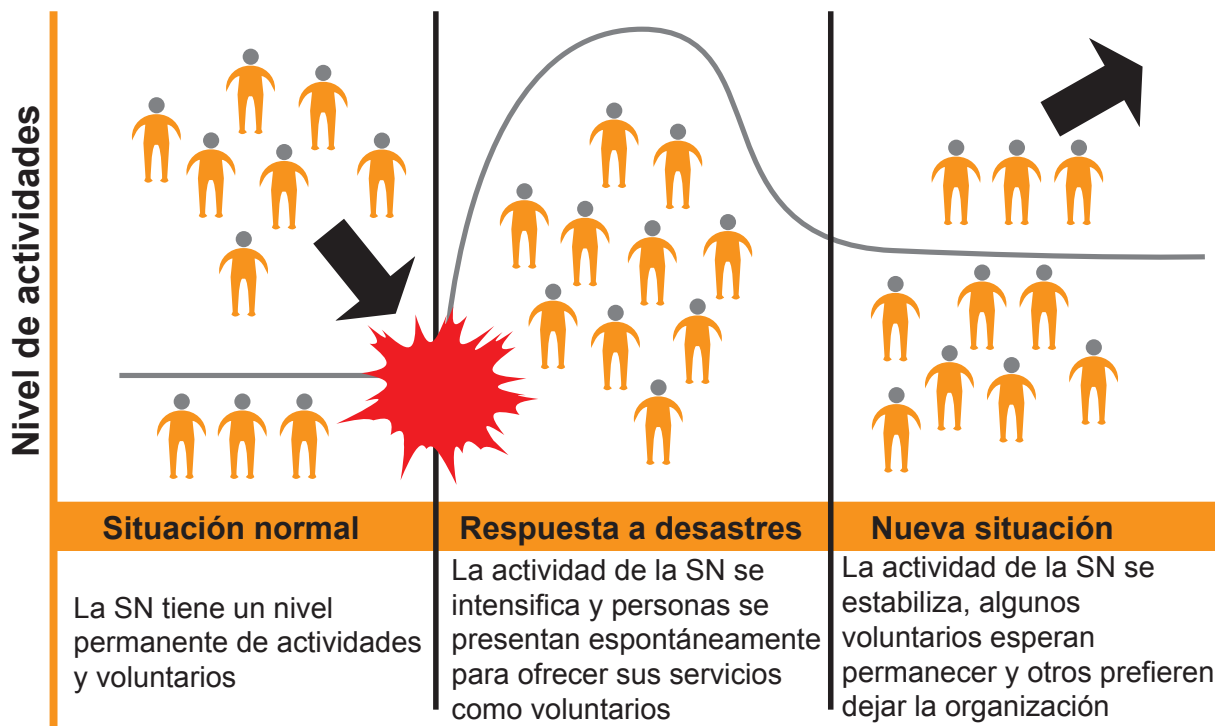 Nivel de actividades
Situación normal
La SN tiene un nivel
permanente de actividades
y voluntarios
Respuesta a desastres
La actividad de la SN se
intensifica y personas se
presentan espontáneamente
para ofrecer sus servicios
como voluntarios
Nueva situación
La actividad de la SN se
estabiliza, algunos
voluntarios esperan
permanecer y otros prefieren
dejar la organización